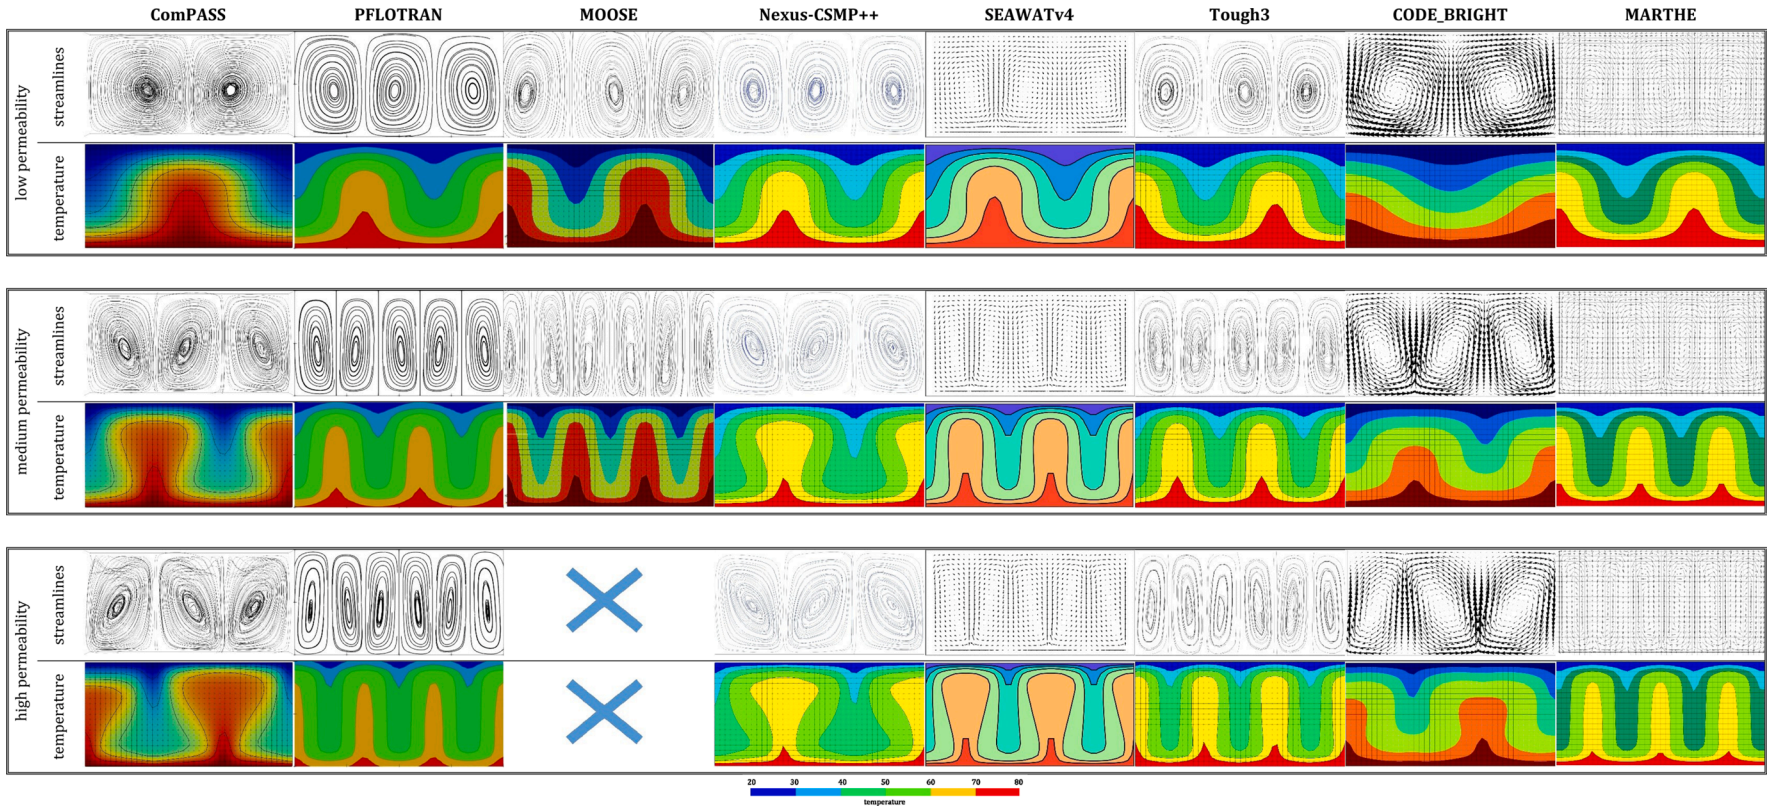 ComPASS PFLOTRAN MOOSE Nexus-CSMP++ SEAWATv4 Tough3 CODE_BRIGHT MARTHE
low permeability
streamlines
temperature
medium permeability
streamlines
temperature
high permeability
streamlines
temperature
20 30 40 50 60 70 80
temperature